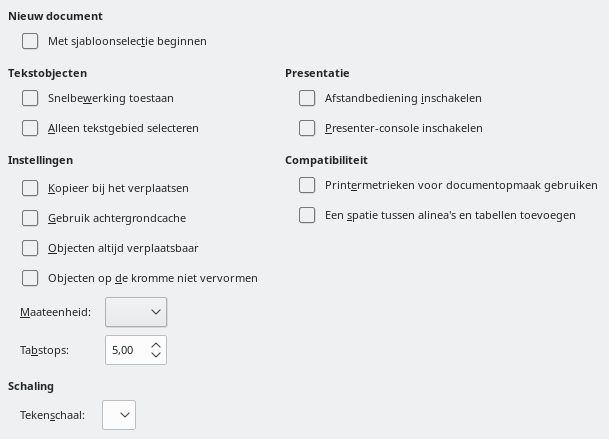 Nieuw document
Met sjabloonselectie beginnen
Tekstobjecten
Snelbewerking toestaan
Alleen tekstgebied selecteren
Presentatie
Afstandbediening inschakelen
Presenter-console inschakelen
Instellingen
Kopieer bij het verplaatsen
Gebruik achtergrondcache
Objecten altijd verplaatsbaar
Objecten op de kromme niet vervormen
Maateenheid:
Tabstops: 5,00
Compatibiliteit
Printermetrieken voor documentopmaak gebruiken
Een spatie tussen alinea's en tabellen toevoegen
Schaling
Tekenschaal: